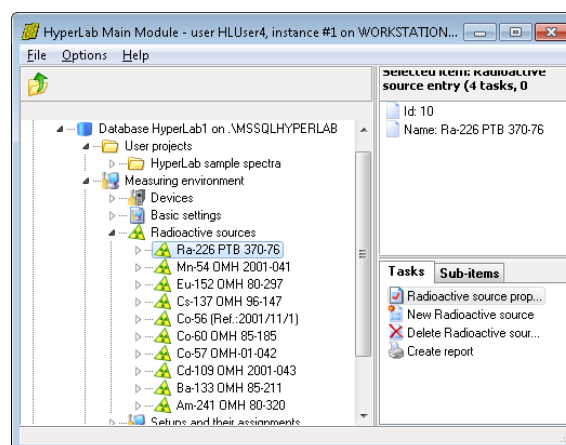 HyperLab Main Module - user HLUser4, instance #1 on WORKSTATION...
File Options Help
Database HyperLab1 on .\MSSQLHYPERLAB
User projects
HyperLab sample spectra
Measuring environment
Devices
Basic settings
Radioactive sources
Ra-226 PTB 370-76
Mn-54 OMH 2001-041
Eu-152 OMH 80-297
Cs-137 OMH 96-147
Co-56 (Ref.:2001/11/1)
Co-60 OMH 85-185
Co-57 OMH-01-042
Cd-109 OMH 2001-043
Ba-133 OMH 85-211
Am-241 OMH 80-320
Setups and their assignments
Selected item: Radioactive
source entry (4 tasks, 0
Id: 10
Name: Ra-226 PTB 370-76
Tasks Sub-items
Radioactive source prop...
New Radioactive source
Delete Radioactive sour...
Create report